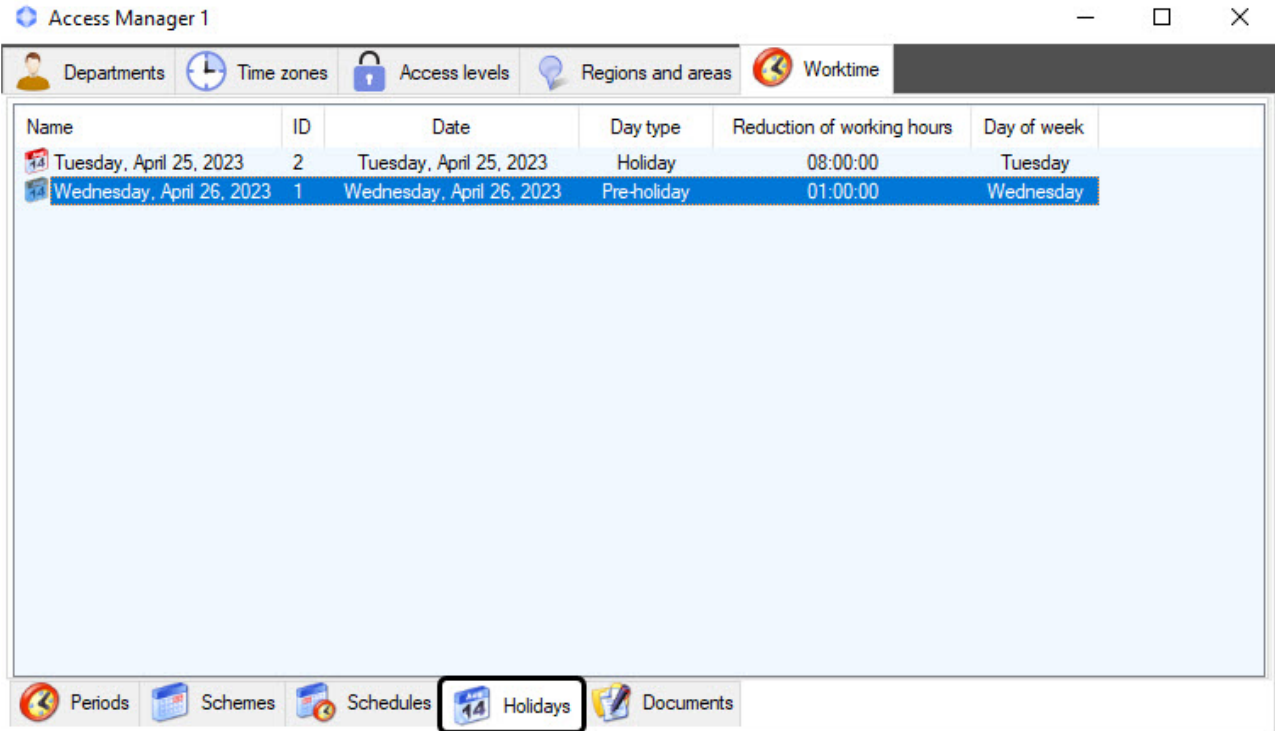 Access Manager 1
Departments Time zones Access levels Regions and areas Worktime
Name ID Date Day type Reduction of working hours Day of week
14 Tuesday, April 25, 2023 2 Tuesday, April 25, 2023 Holiday 08:00:00 Tuesday
14 Wednesday, April 26, 2023 1 Wednesday, April 26, 2023 Pre-holiday 01:00:00 Wednesday
Periods Schemes Schedules 14 Holidays Documents